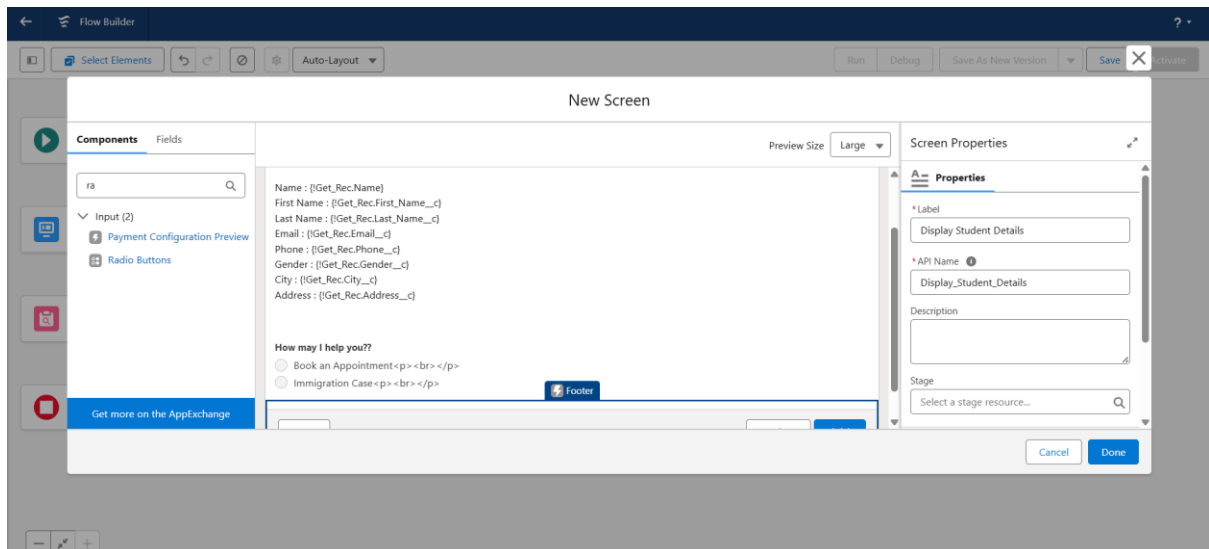 Flow Builder
?
Select Elements
Auto-Layout
Run
Debug
Save As New Version
Save
Activate
New Screen
Components
Fields
ra
Input (2)
Payment Configuration Preview
Radio Buttons
Get more on the AppExchange
Preview Size
Large
Name : {!Get_Rec.Name}
First Name : {!Get_Rec.First_Name__c}
Last Name : {!Get_Rec.Last_Name__c}
Email : {!Get_Rec.Email__c}
Phone : {!Get_Rec.Phone__c}
Gender : {!Get_Rec.Gender__c}
City : {!Get_Rec.City__c}
Address : {!Get_Rec.Address__c}
How may I help you??
Book an Appointment<p><br></p>
Immigration Case<p><br></p>
Footer
Screen Properties
Properties
* Label
Display Student Details
* API Name
Display_Student_Details
Description
Stage
Select a stage resource...
Cancel
Done